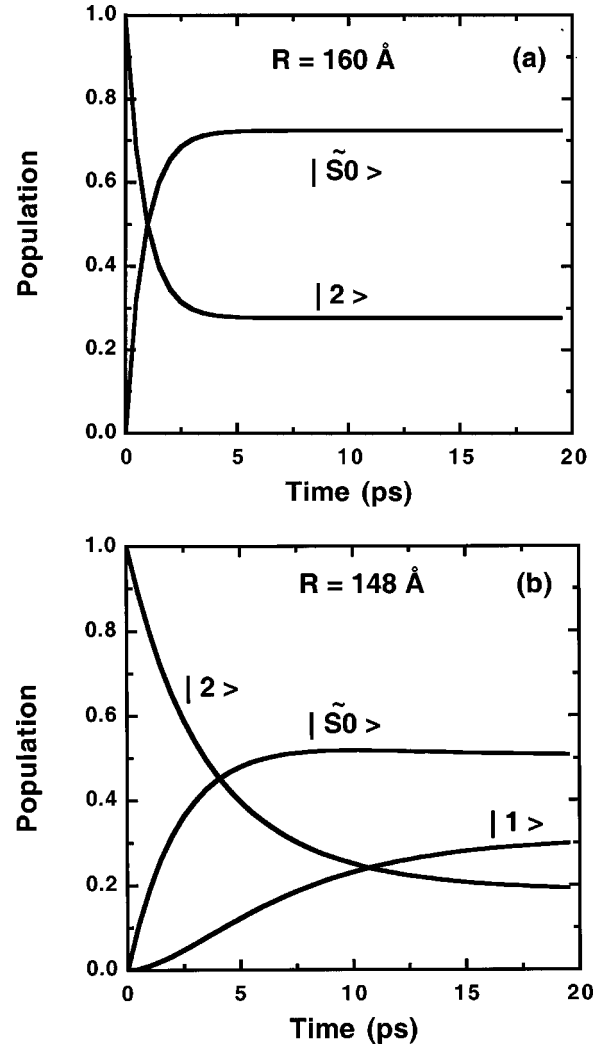 1.0
R = 160 Å (a)
0.8
| S̃0 >
0.6
Population
0.4
| 2 >
0.2
0.0
0 5 10 15 20
Time (ps)
1.0
R = 148 Å (b)
0.8
| 2 >
| S̃0 >
0.6
Population
0.4
| 1 >
0.2
0.0
0 5 10 15 20
Time (ps)